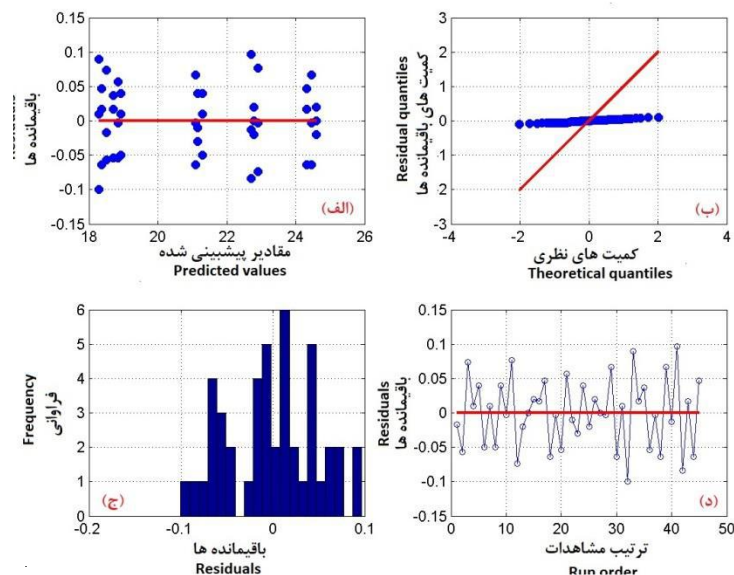 0.15
0.1
0.05
0
-0.05
-0.1
-0.15
باقیمانده ها
(الف)
18 20 22 24 26
مقادیر پیشبینی شده
Predicted values
3
2
1
0
1
2
3
Residual quantiles
کمیت های باقیمانده ها
(ب)
-4 -2 0 2 4
کمیت های نظری
Theoretical quantiles
6
5
4
3
2
1
0
Frequency
فراوانی
(ج)
-0.2 -0.1 0 0.1
باقیمانده ها
Residuals
0.15
0.1
0.05
0
-0.05
-0.1
-0.15
Residuals
باقیمانده ها
(د)
0 10 20 30 40 50
ترتیب مشاهدات
Run order